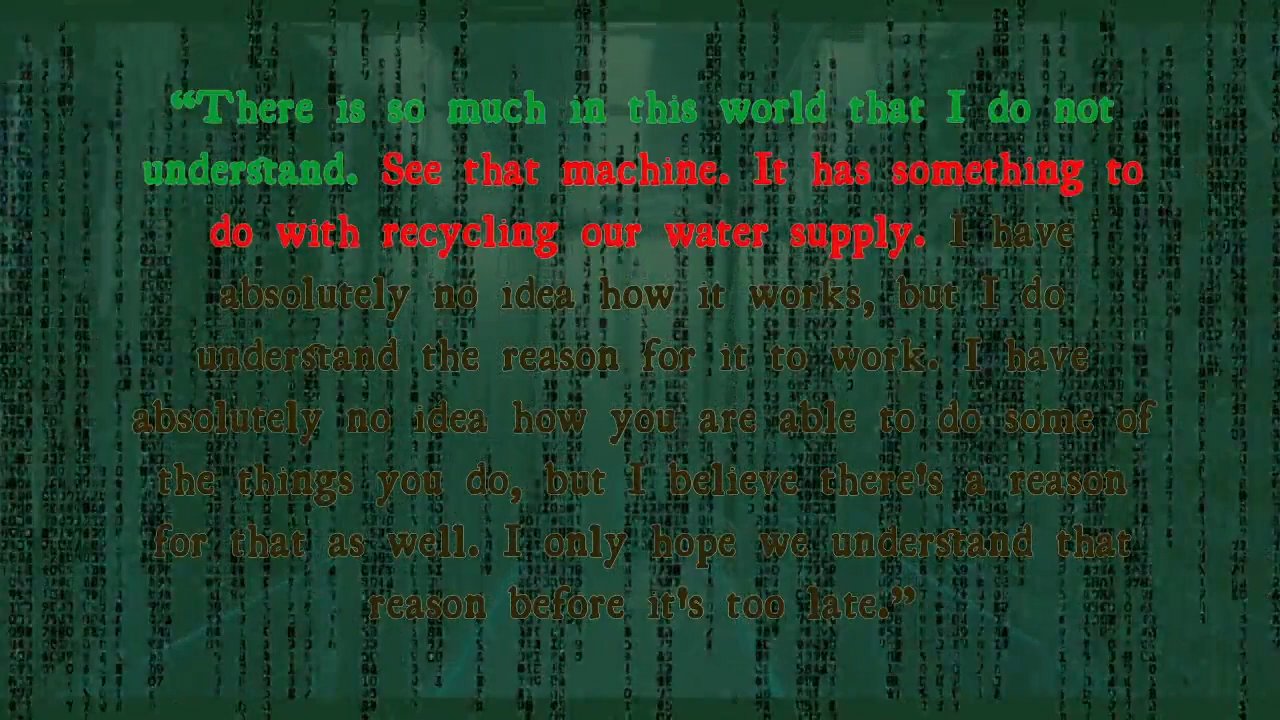 “There is so much in this world that I do not
understand. See that machine. It has something to
do with recycling our water supply. I have
absolutely no idea how it works, but I do
understand the reason for it to work. I have
absolutely no idea how you are able to do some of
the things you do, but I believe there's a reason
for that as well. I only hope we understand that
reason before it's too late.”